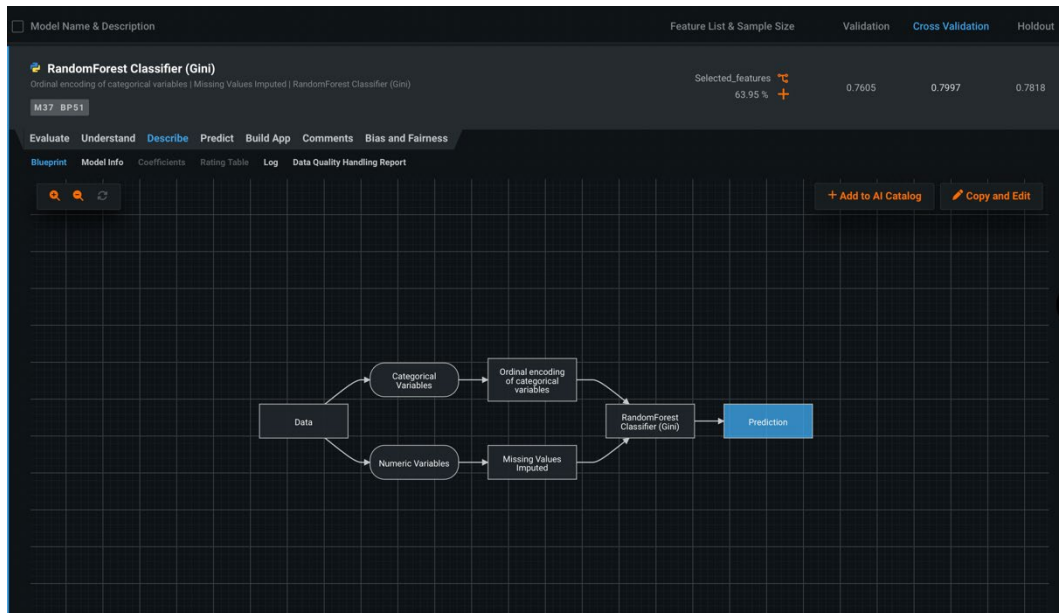 Model Name & Description Feature List & Sample Size Validation Cross Validation Holdout
RandomForest Classifier (Gini)
Ordinal encoding of categorical variables | Missing Values Imputed | RandomForest Classifier (Gini)
M37 BP51
Selected_features
63.95 %
0.7605 0.7997 0.7818
Evaluate Understand Describe Predict Build App Comments Bias and Fairness
Blueprint Model Info Coefficients Rating Table Log Data Quality Handling Report
+ Add to AI Catalog Copy and Edit
Data
Categorical
Variables
Ordinal encoding
of categorical
variables
Numeric Variables
Missing Values
Imputed
RandomForest
Classifier (Gini)
Prediction